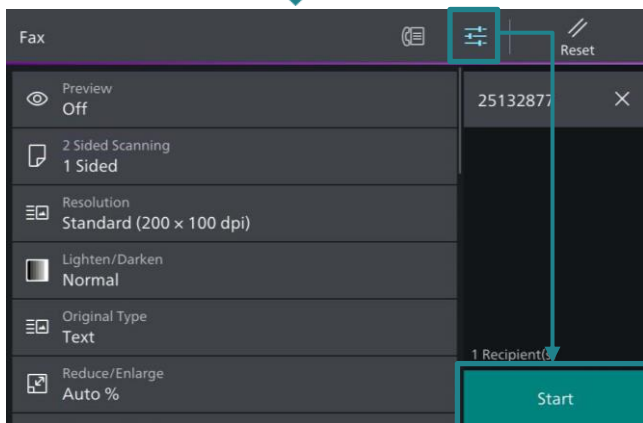 Fax
Reset
Preview
Off
2 Sided Scanning
1 Sided
Resolution
Standard (200 × 100 dpi)
Lighten/Darken
Normal
Original Type
Text
Reduce/Enlarge
Auto %
25132877
1 Recipient(s)
Start